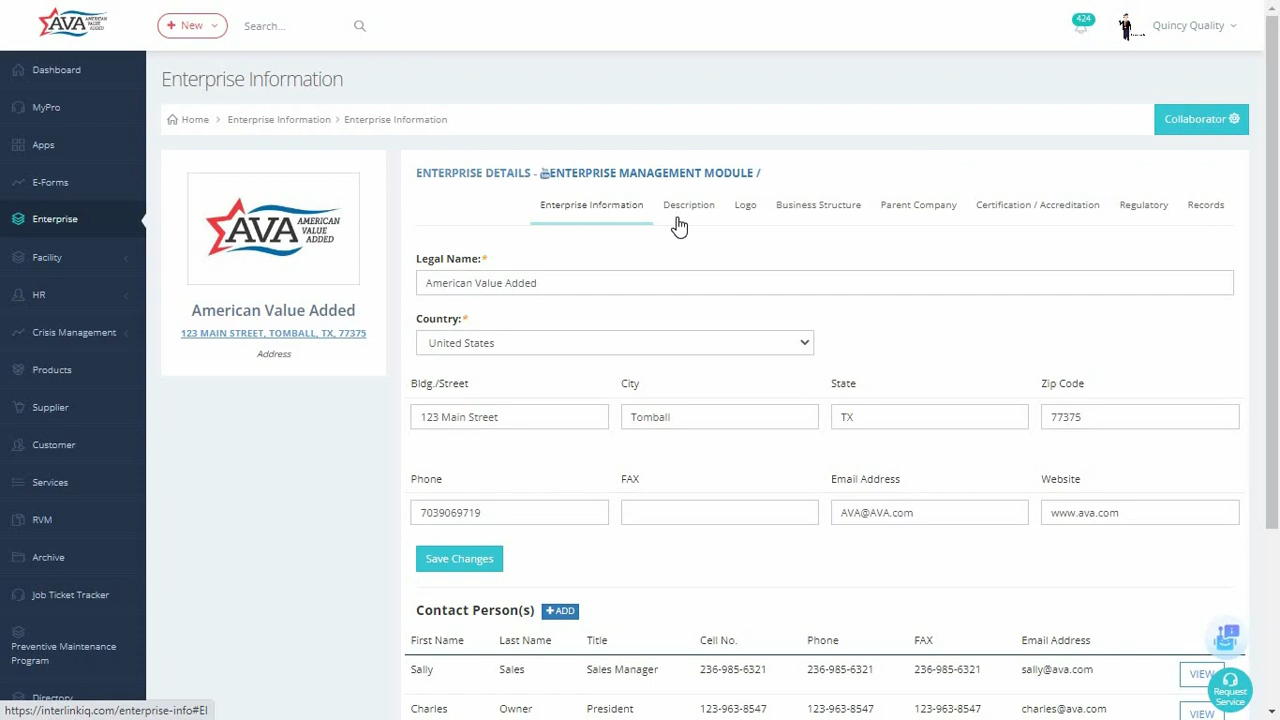 AVA AMERICAN VALUE ADDED
+ New
Search...
424
Quincy Quality
Dashboard
MyPro
Apps
E-Forms
Enterprise
Facility
HR
Crisis Management
Products
Supplier
Customer
Services
RVM
Archive
Job Ticket Tracker
Preventive Maintenance
Program
Directory
Enterprise Information
Home > Enterprise Information > Enterprise Information
Collaborator
AVA AMERICAN VALUE ADDED
American Value Added
123 MAIN STREET, TOMBALL, TX, 77375
Address
ENTERPRISE DETAILS - ENTERPRISE MANAGEMENT MODULE /
Enterprise Information Description Logo Business Structure Parent Company Certification / Accreditation Regulatory Records
Legal Name:*
American Value Added
Country:*
United States
Bldg./Street City State Zip Code
123 Main Street Tomball TX 77375
Phone FAX Email Address Website
7039069719 AVA@AVA.com www.ava.com
Save Changes
Contact Person(s) + ADD
First Name Last Name Title Cell No. Phone FAX Email Address
Sally Sales Sales Manager 236-985-6321 236-985-6321 236-985-6321 sally@ava.com VIEW
Charles Owner President 123-963-8547 123-963-8547 123-963-8547 charles@ava.com VIEW
Request
Service
https://interlinkiq.com/enterprise-info#EI